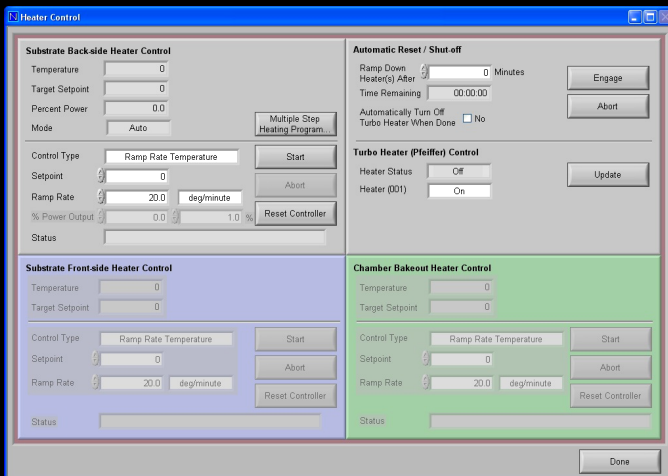 Heater Control
Substrate Back-side Heater Control
Temperature 0
Target Setpoint 0
Percent Power 0.0
Mode Auto
Multiple Step
Heating Program...
Control Type Ramp Rate Temperature Start
Setpoint 0 Abort
Ramp Rate 20.0 deg/minute
% Power Output 0.0 1.0 % Reset Controller
Status
Automatic Reset / Shut-off
Ramp Down
Heater(s) After 0 Minutes Engage
Time Remaining 00:00:00 Abort
Automatically Turn Off
Turbo Heater When Done No
Turbo Heater (Pfeiffer) Control
Heater Status Off Update
Heater (001) On
Substrate Front-side Heater Control
Temperature 0
Target Setpoint 0
Control Type Ramp Rate Temperature Start
Setpoint 0 Abort
Ramp Rate 20.0 deg/minute
Reset Controller
Status
Chamber Bakeout Heater Control
Temperature 0
Target Setpoint 0
Control Type Ramp Rate Temperature Start
Setpoint 0 Abort
Ramp Rate 20.0 deg/minute
Reset Controller
Status
Done